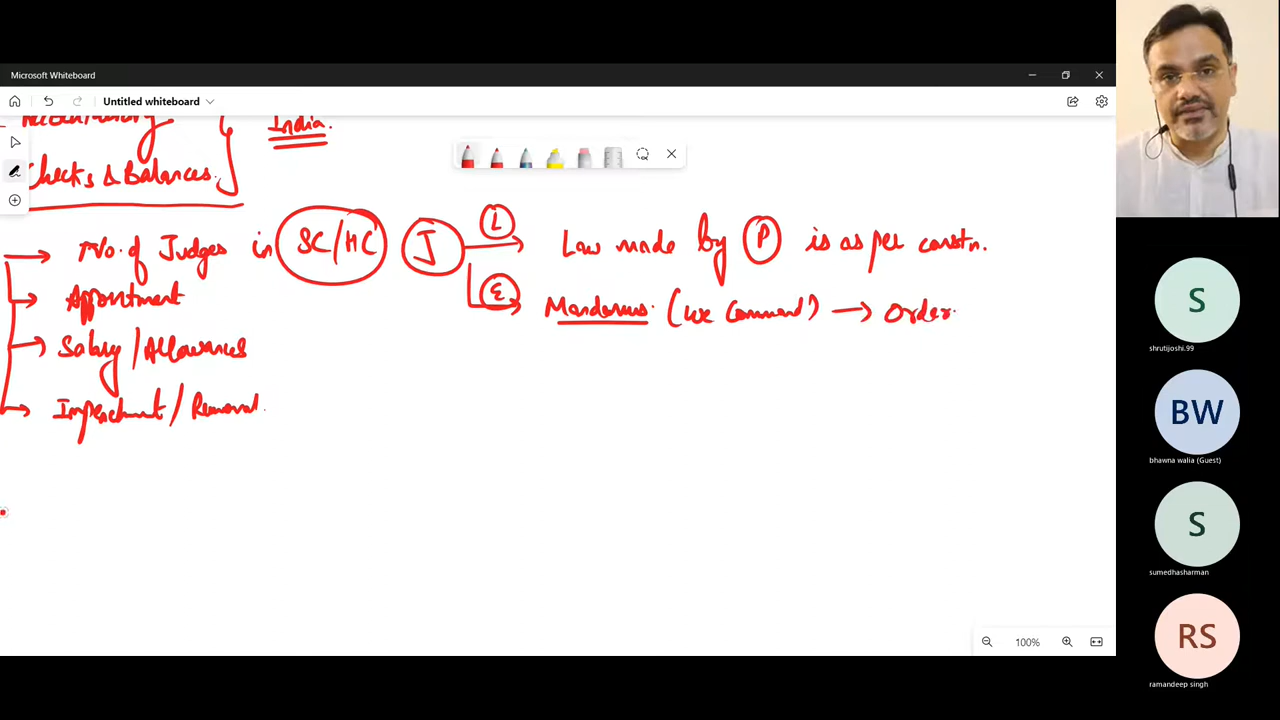 Microsoft Whiteboard
Untitled whiteboard
India.
Checks & Balances.
No. of Judges in SC/HC
J
L
Law made by P is as per constn.
Appointment
E
Mandamus. (We Command) → Order.
Salary/Allowances
Impeachment/Removal.
100%
S
shrutijoshi.99
BW
bhawna walia (Guest)
S
sumedhasharman
RS
ramandeep singh